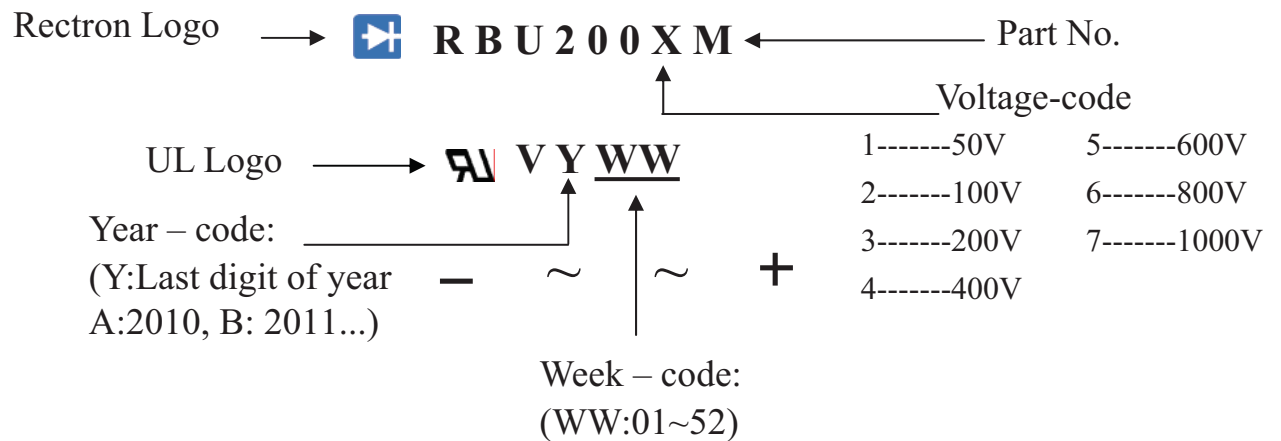 Rectron Logo R B U 2 0 0 X M Part No.
Voltage-code
UL Logo V Y WW
1-------50V 5-------600V
2-------100V 6-------800V
3-------200V 7-------1000V
4-------400V
Year – code:
(Y:Last digit of year
A:2010, B: 2011...)
– ~ ~ +
Week – code:
(WW:01~52)